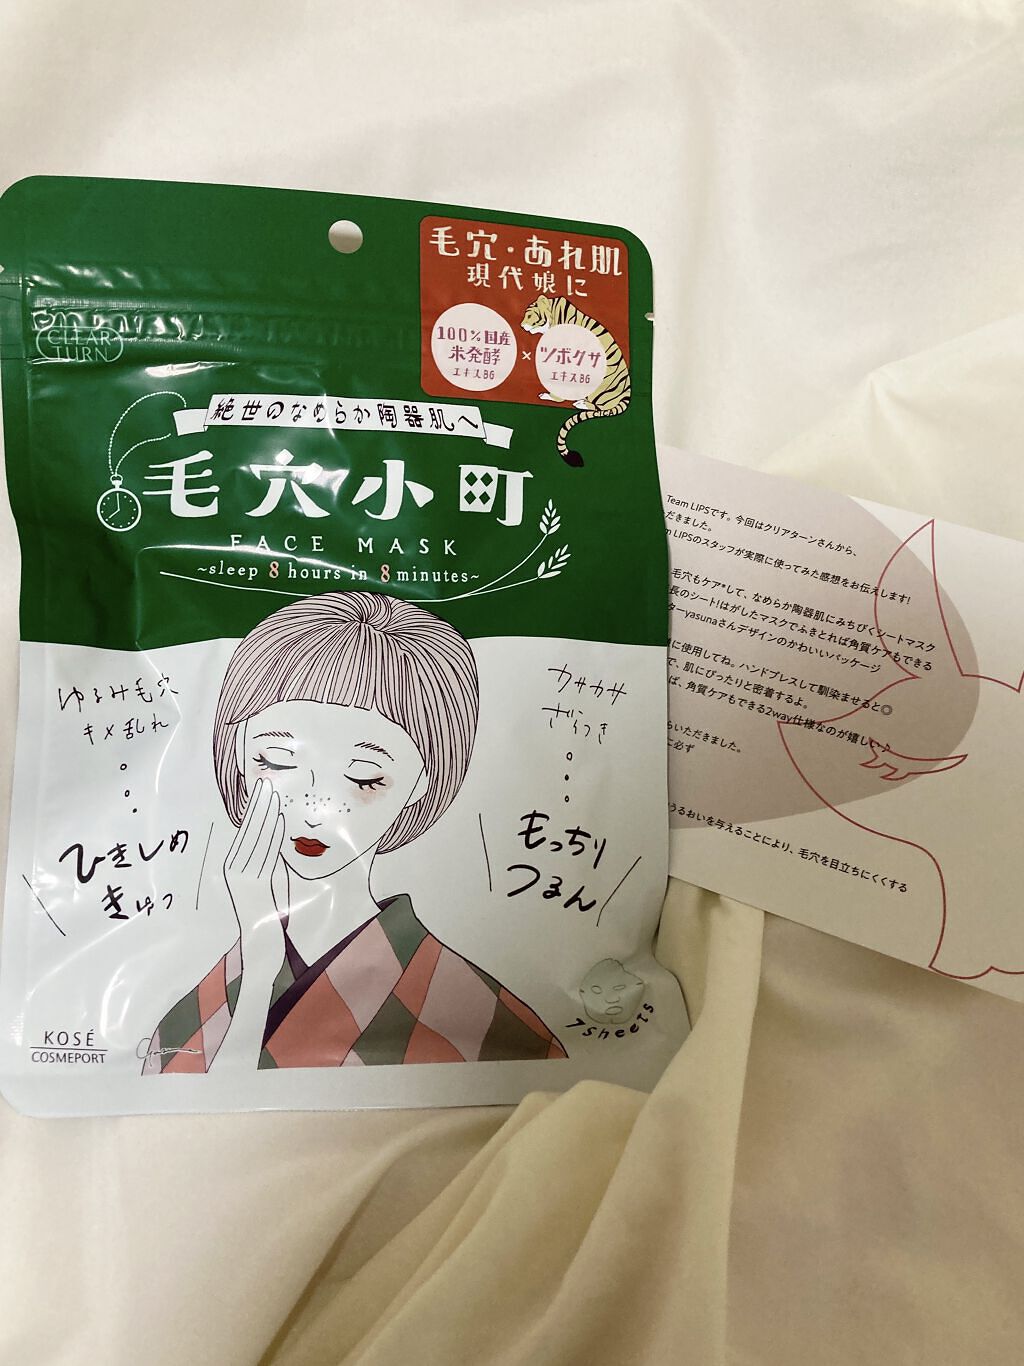 CLEAR
TURN
毛穴・あれ肌
現代娘に
100%国産
米発酵
エキスBG
×
ツボクサ
エキスBG
CICA
絶世のなめらか陶器肌へ
毛穴小町
FACE MASK
~sleep 8 hours in 8 minutes~
ゆるみ毛穴
キメ乱れ
ひきしめ
きゅっ
カサカサ
ざらつき
もっちり
つるん
7sheets
KOSÉ
COSMEPORT
Team LIPSです。今回はクリアターンさんから、
だきました。
LIPSのスタッフが実際に使ってみた感想をお伝えします!
毛穴もケア*して、なめらか陶器肌にみちびくシートマスク
長のシート!はがしたマスクでふきとれば角質ケアもできる
ターyasunaさんデザインのかわいいパッケージ
に使用してね。ハンドプレスして馴染ませると◎
で、肌にぴったりと密着するよ。
ば、角質ケアもできる2way仕様なのが嬉しい♪
いただきました。
必ず
うるおいを与えることにより、毛穴を目立ちにくくする